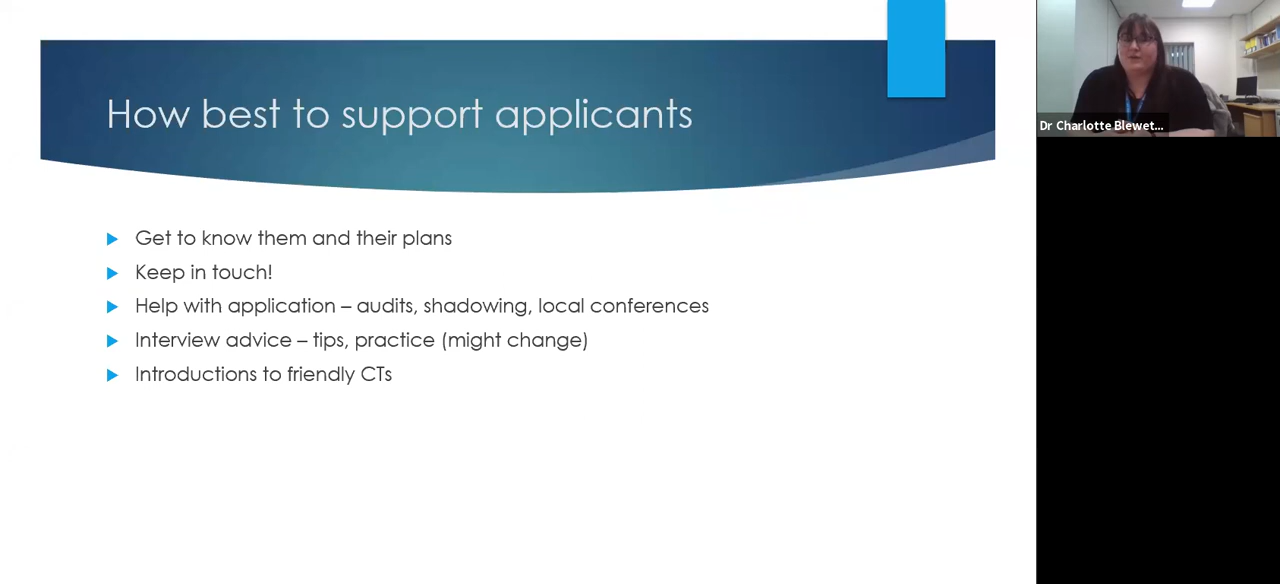 How best to support applicants
Get to know them and their plans
Keep in touch!
Help with application – audits, shadowing, local conferences
Interview advice – tips, practice (might change)
Introductions to friendly CTs
Dr Charlotte Blewet...